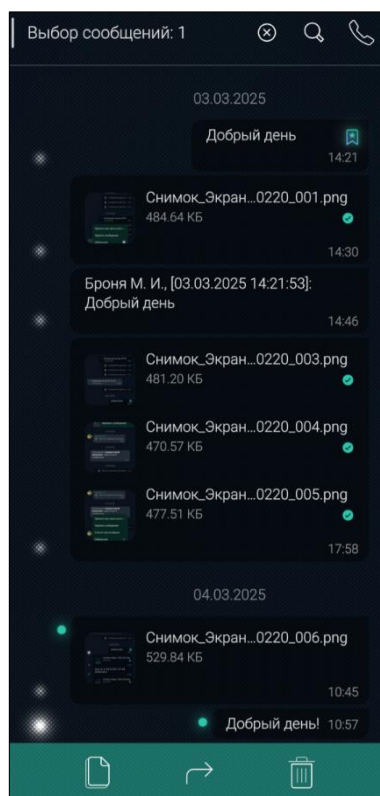 Выбор сообщений: 1
03.03.2025
Добрый день
14:21
Снимок_Экран...0220_001.png
484.64 КБ
14:30
Броня М. И., [03.03.2025 14:21:53]:
Добрый день
14:46
Снимок_Экран...0220_003.png
481.20 КБ
Снимок_Экран...0220_004.png
470.57 КБ
Снимок_Экран...0220_005.png
477.51 КБ
17:58
04.03.2025
Снимок_Экран...0220_006.png
529.84 КБ
10:45
Добрый день! 10:57